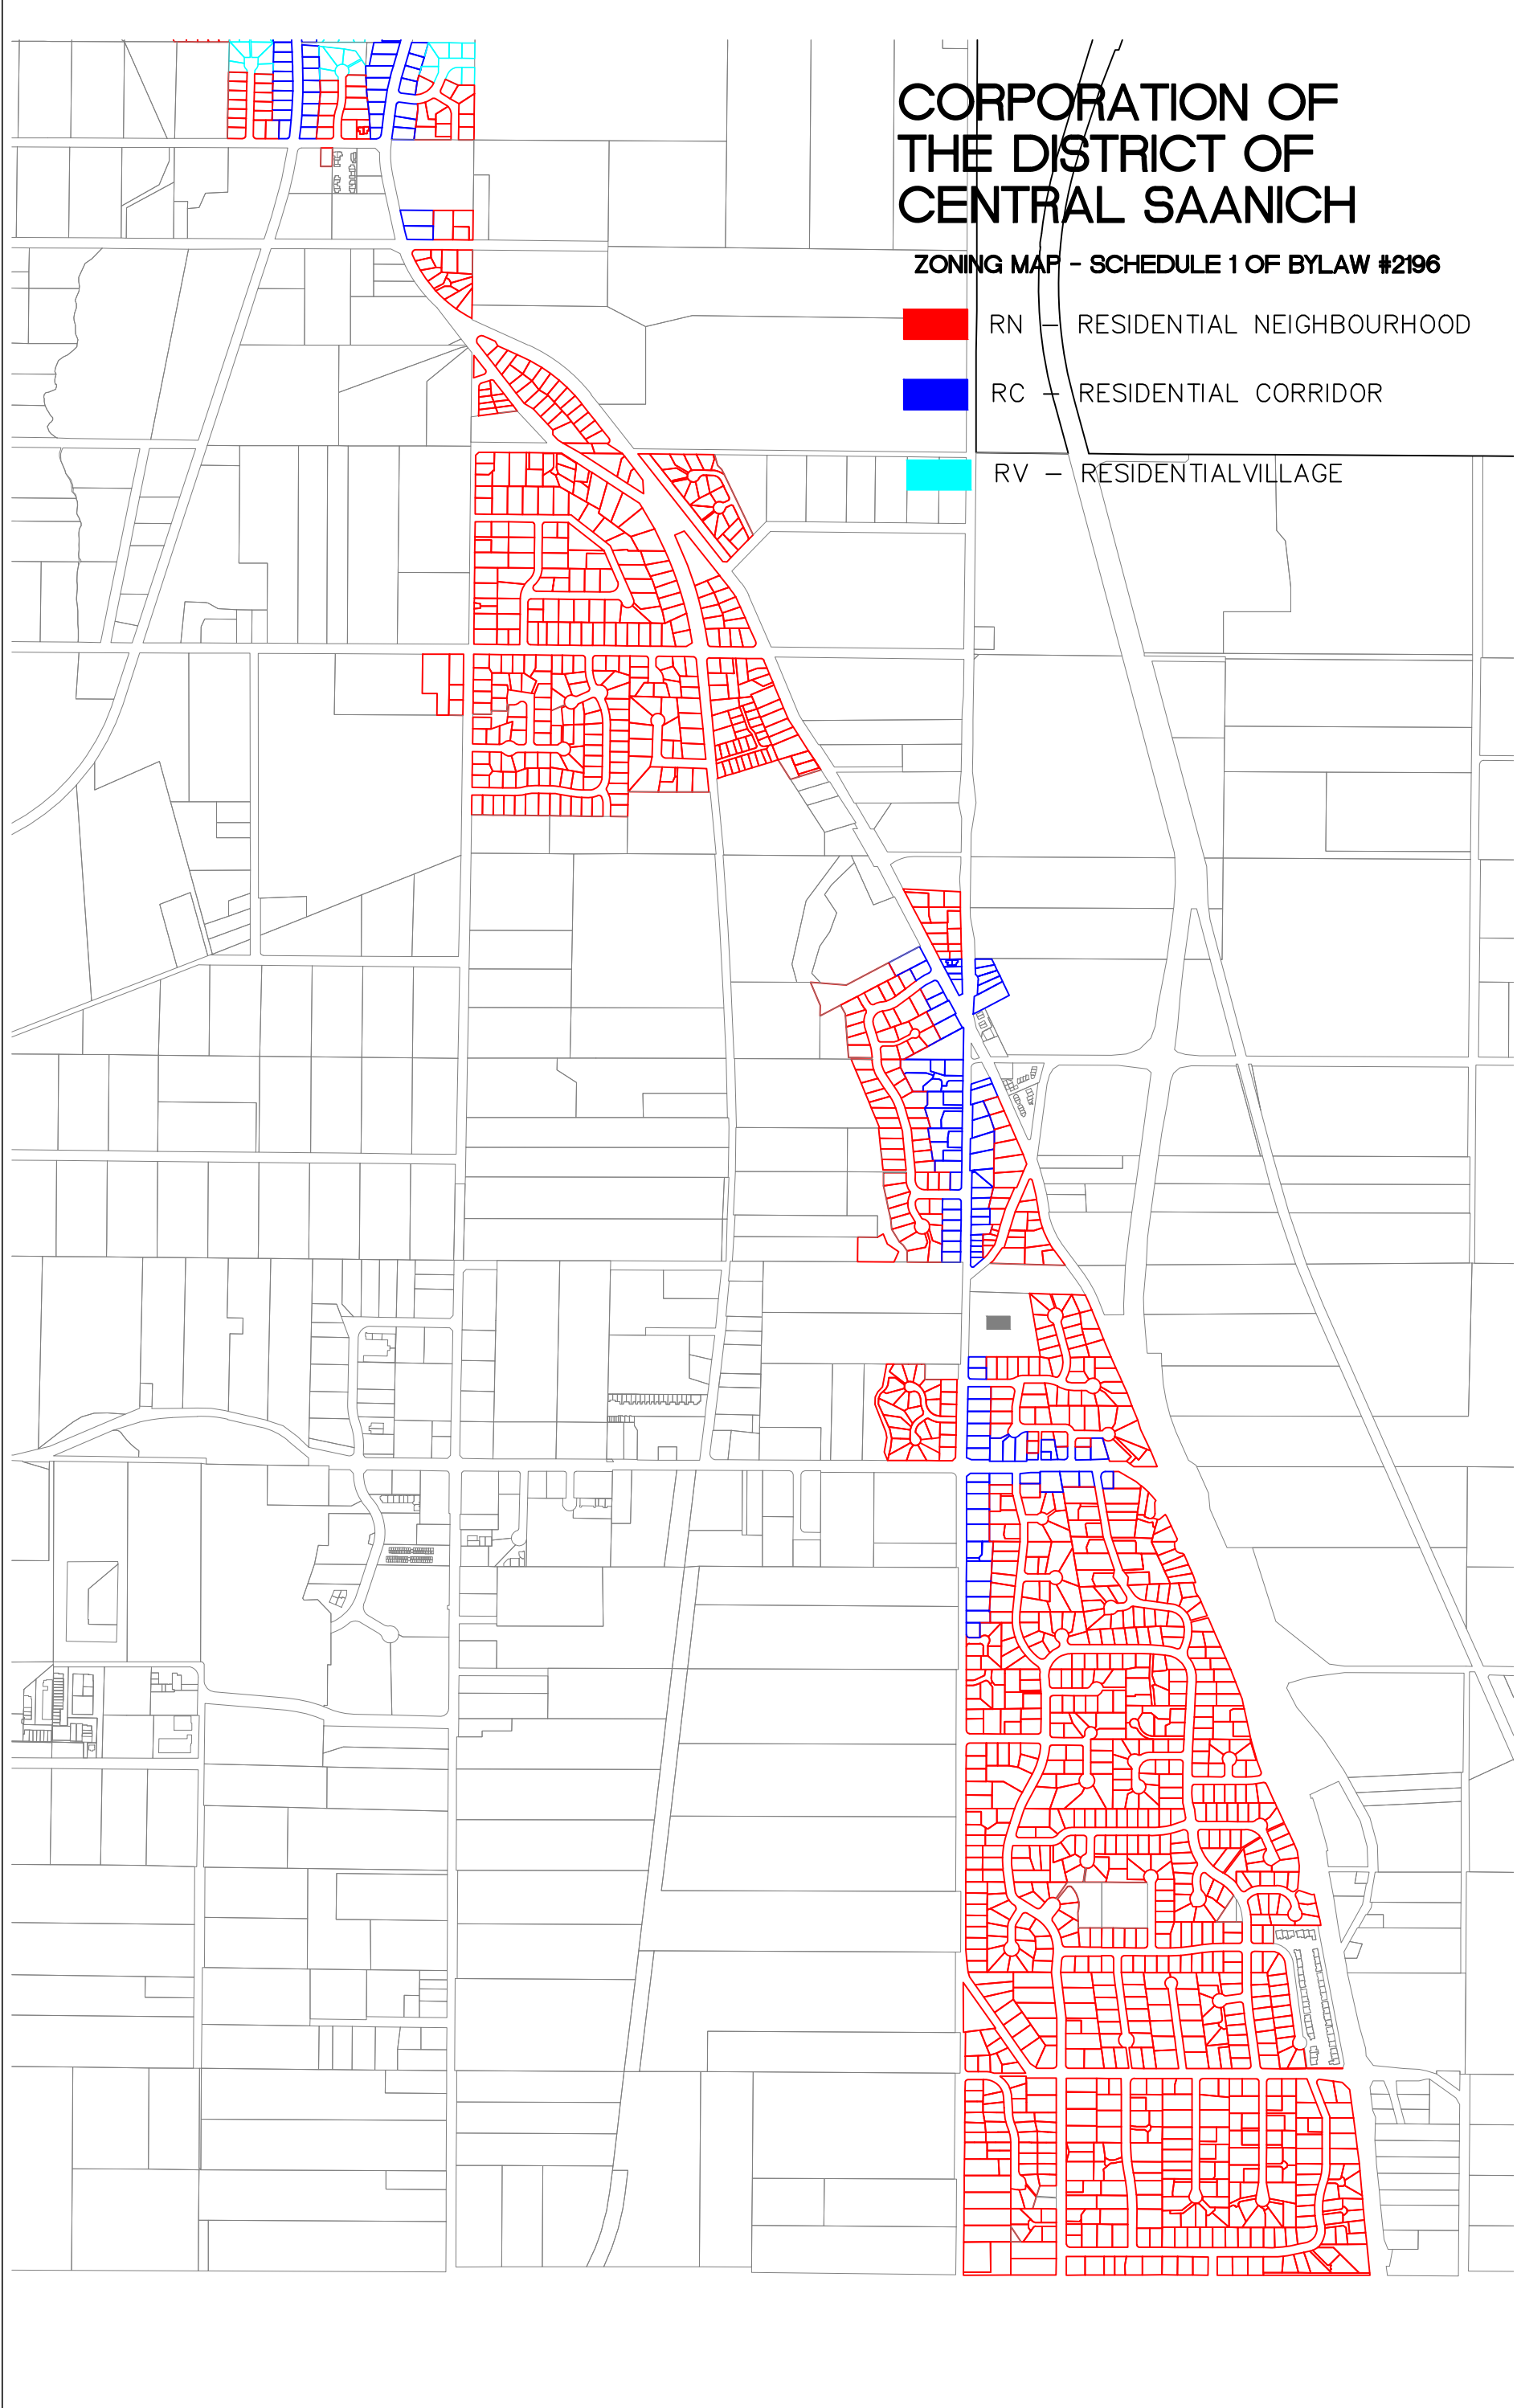 CORPORATION OF
THE DISTRICT OF
CENTRAL SAANICH
ZONING MAP - SCHEDULE 1 OF BYLAW #2196
RN - RESIDENTIAL NEIGHBOURHOOD
RC - RESIDENTIAL CORRIDOR
RV - RESIDENTIALVILLAGE